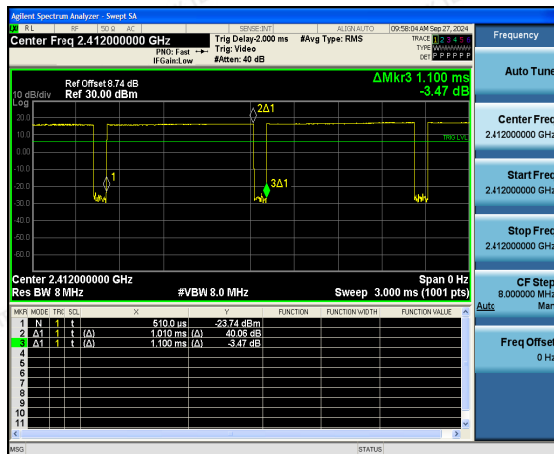 Agilent Spectrum Analyzer - Swept SA
RL RF 50 Ω AC SENSE:INT ALIGN AUTO 09:58:04 AM Sep 27, 2024
Center Freq 2.412000000 GHz
PNO: Fast
IFGain:Low
Trig Delay-2.000 ms
Trig: Video
#Atten: 40 dB
#Avg Type: RMS
TRACE 1 2 3 4 5 6
TYPE
DET P P P P P P
ΔMkr3 1.100 ms
-3.47 dB
Ref Offset 8.74 dB
10 dB/div Ref 30.00 dBm
Log
20.0
10.0
0.00
-10.0
-20.0
-30.0
-40.0
-50.0
-60.0
2Δ1
TRIG LVL
1
3Δ1
Center 2.412000000 GHz Span 0 Hz
Res BW 8 MHz #VBW 8.0 MHz Sweep 3.000 ms (1001 pts)
MKR MODE TRC SCL X Y FUNCTION FUNCTION WIDTH FUNCTION VALUE
1 N 1 t 510.0 µs -23.74 dBm
2 Δ1 1 t (Δ) 1.010 ms (Δ) 40.06 dB
3 Δ1 1 t (Δ) 1.100 ms (Δ) -3.47 dB
4
5
6
7
8
9
10
11
MSG STATUS
Frequency
Auto Tune
Center Freq
2.412000000 GHz
Start Freq
2.412000000 GHz
Stop Freq
2.412000000 GHz
CF Step
8.000000 MHz
Auto Man
Freq Offset
0 Hz